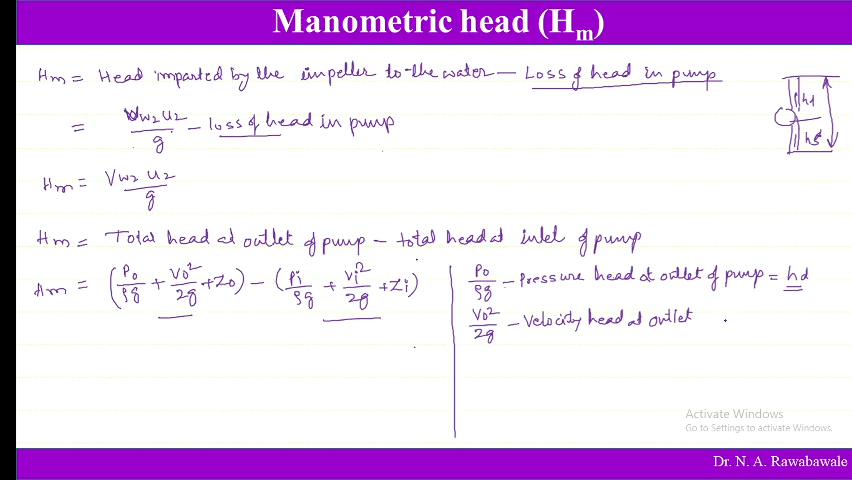 Manometric head (Hm)
Hm = Head imparted by the impeller to the water – Loss of head in pump
= Vw2 u2 / g – loss of head in pump
Hm = Vw2 u2 / g
Hm = Total head at outlet of pump – total head at inlet of pump
Hm = (Po/ρg + Vo²/2g + Zo) – (Pi/ρg + Vi²/2g + Zi)
Po/ρg – Pressure head at outlet of pump = hd
Vo²/2g – Velocity head at outlet
hd
hs
Activate Windows
Go to Settings to activate Windows.
Dr. N. A. Rawabawale